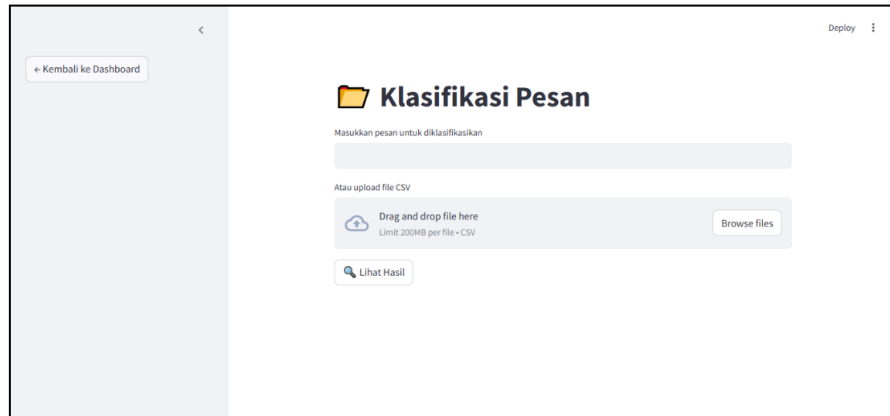 Deploy
← Kembali ke Dashboard
Klasifikasi Pesan
Masukkan pesan untuk diklasifikasikan
Atau upload file CSV
Drag and drop file here
Limit 200MB per file • CSV
Browse files
Lihat Hasil